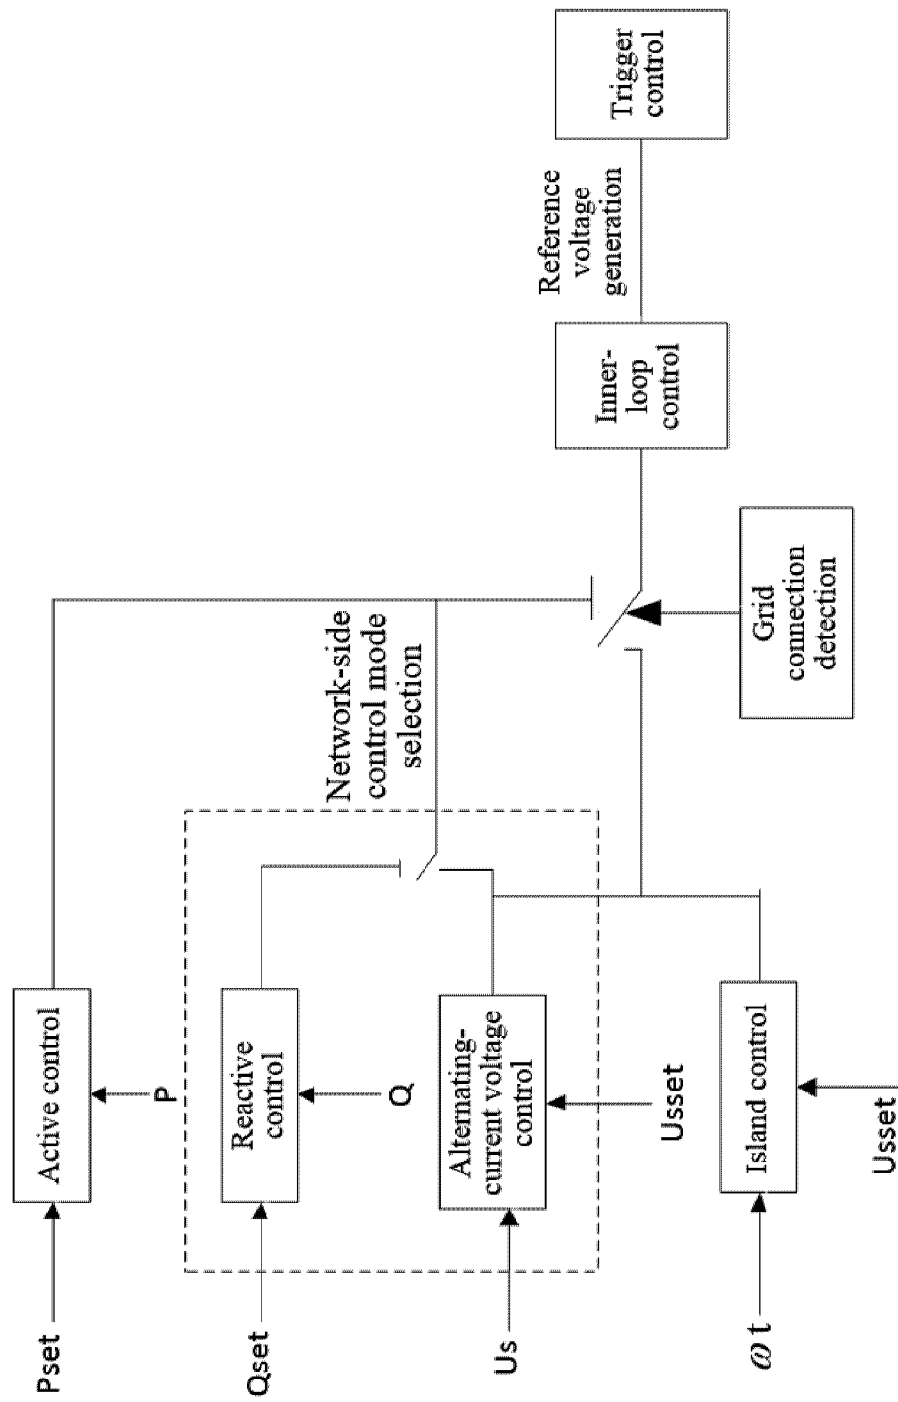 Pset
Active control
P
Qset
Reactive
control
Q
Us
Alternating-
current voltage
control
Usset
ω t
Island control
Usset
Network-side
control mode
selection
Grid
connection
detection
Inner-
loop
control
Reference
voltage
generation
Trigger
control